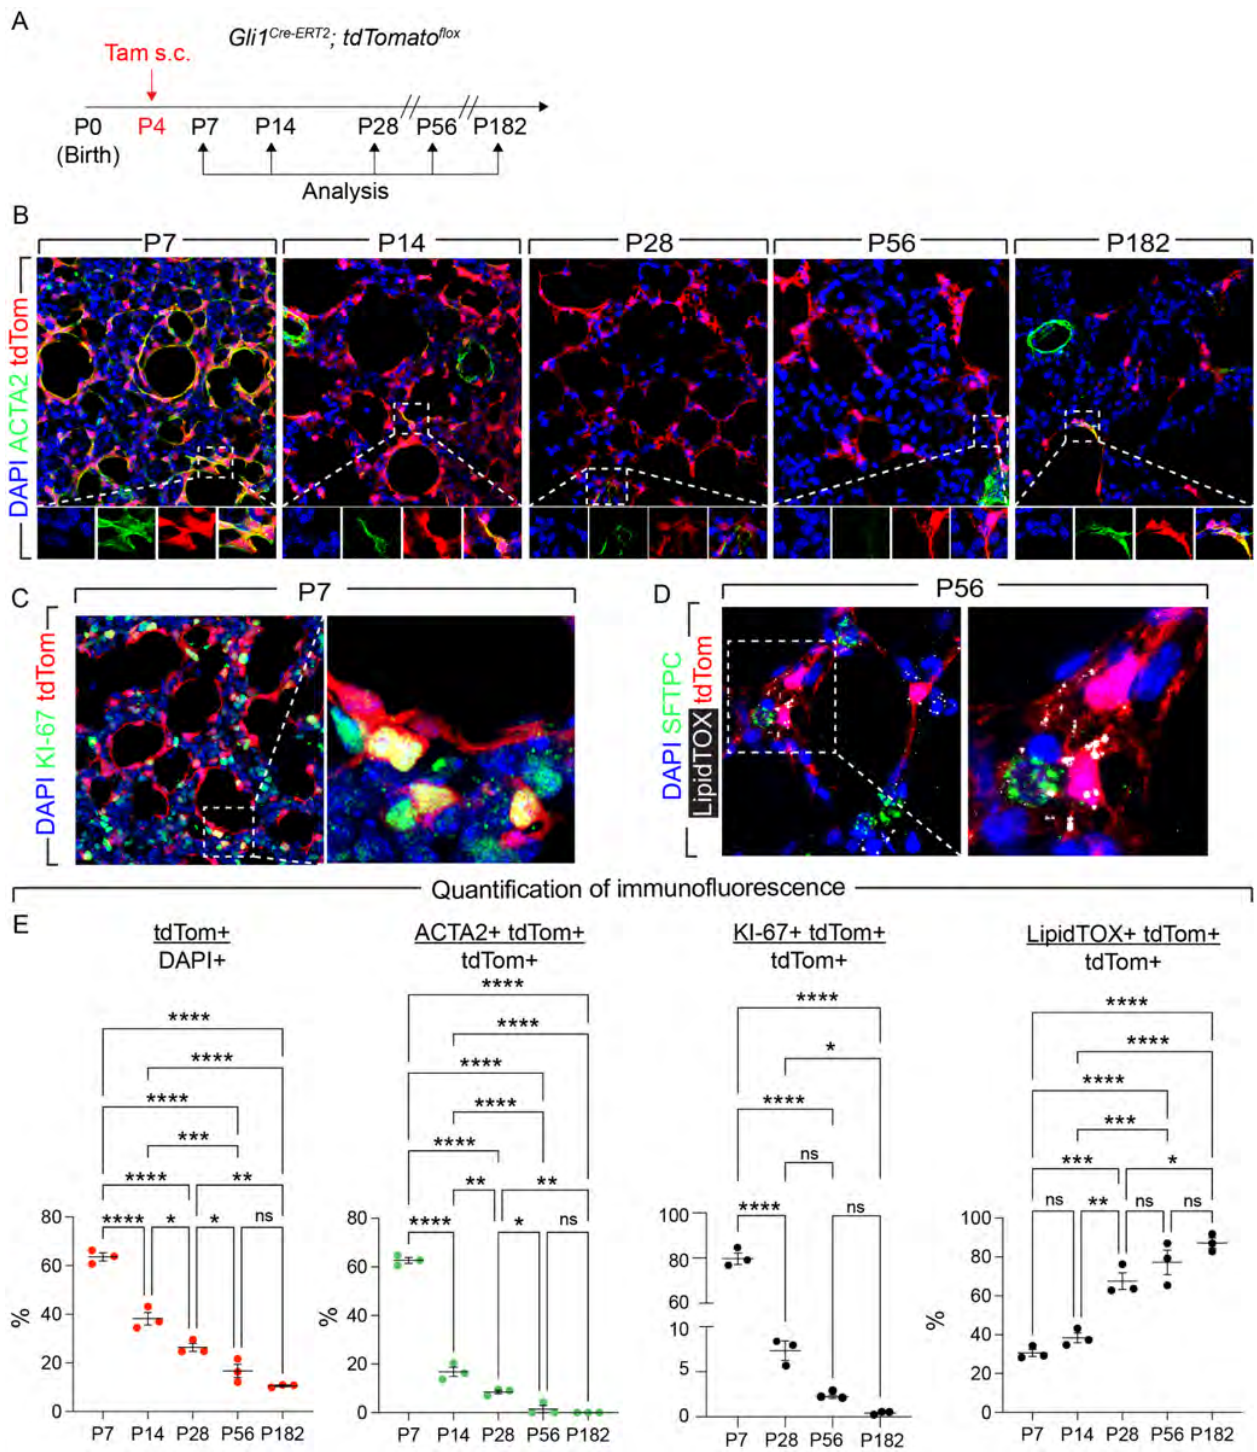 A
Gli1Cre-ERT2; tdTomatoflox
Tam s.c.
P0 P4 P7 P14 P28 P56 P182
(Birth)
Analysis
B
P7 P14 P28 P56 P182
DAPI ACTA2 tdTom
C
P7
DAPI KI-67 tdTom
D
P56
DAPI SFTPC
LipidTOX tdTom
Quantification of immunofluorescence
E
tdTom+
DAPI+
****
****
****
***
**** **
**** * * ns
%
80
60
40
20
0
P7 P14 P28 P56 P182
ACTA2+ tdTom+
tdTom+
****
****
****
****
****
** **
**** * ns
%
80
60
40
20
0
P7 P14 P28 P56 P182
KI-67+ tdTom+
tdTom+
****
*
****
ns
**** ns
%
100
80
60
10
5
0
P7 P28 P56 P182
LipidTOX+ tdTom+
tdTom+
****
****
****
***
*** *
ns ** ns ns
%
100
80
60
40
20
0
P7 P14 P28 P56 P182